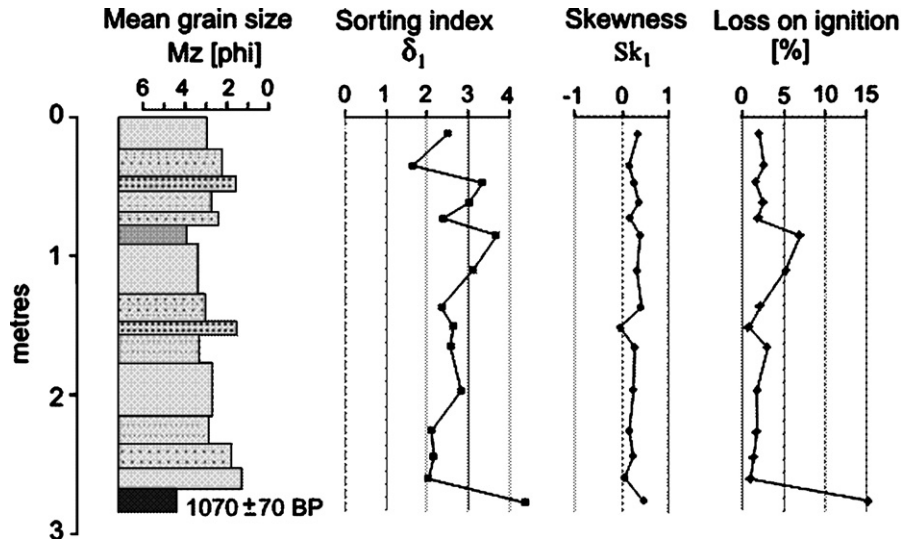 Mean grain size
Mz [phi]
6 4 2 0
Sorting index
δ1
0 1 2 3 4
Skewness
Sk1
-1 0 1
Loss on ignition
[%]
0 5 10 15
metres
0
1
2
3
1070 ±70 BP